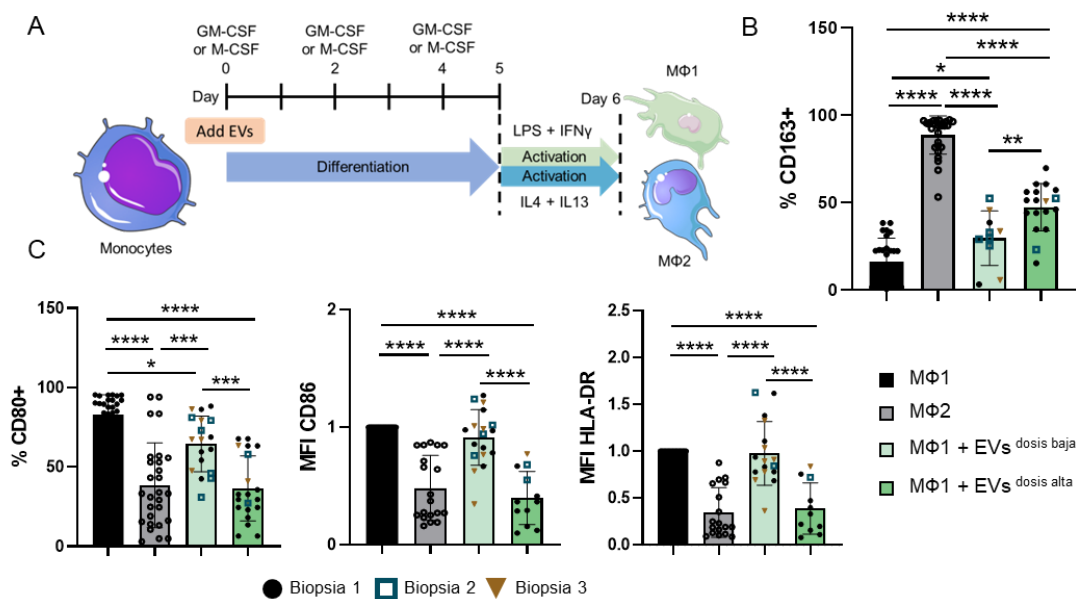 A
GM-CSF or M-CSF
GM-CSF or M-CSF
GM-CSF or M-CSF
Day
0
2
4
5
Day 6
Add EVs
Differentiation
LPS + IFNγ
Activation
Activation
IL4 + IL13
Monocytes
MΦ1
MΦ2
B
% CD163+
150
100
50
0
****
****
*
****
****
**
C
% CD80+
150
100
50
0
****
****
***
*
***
MFI CD86
2
1
0
****
****
****
****
MFI HLA-DR
2.5
2.0
1.5
1.0
0.5
0.0
****
****
****
****
MΦ1
MΦ2
MΦ1 + EVs dosis baja
MΦ1 + EVs dosis alta
Biopsia 1
Biopsia 2
Biopsia 3